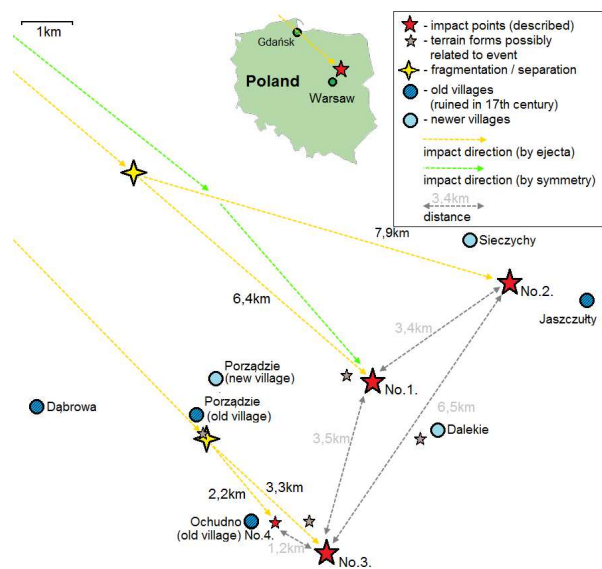 1km
Gdańsk
Poland
Warsaw
- impact points (described)
- terrain forms possibly
related to event
- fragmentation / separation
- old villages
(ruined in 17th century)
- newer villages
impact direction (by ejecta)
impact direction (by symmetry)
3,4km
distance
7,9km
Sieczychy
No.2.
Jaszczułty
6,4km
3,4km
Porządzie
(new village)
No.1.
6,5km
Dąbrowa
Porządzie
(old village)
3,5km
Dalekie
2,2km
3,3km
Ochudno
(old village) No.4.
1,2km
No.3.